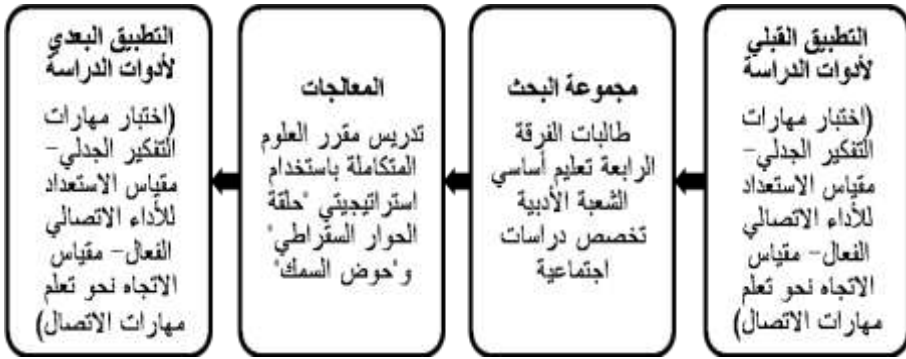 التطبيق القبلي
لأدوات الدراسة
(اختبار مهارات
التفكير الجدلي–
مقياس الاستعداد
للأداء الاتصالي
الفعال– مقياس
الاتجاه نحو تعلم
مهارات الاتصال)
مجموعة البحث
طالبات الفرقة
الرابعة تعليم أساسي
الشعبة الأدبية
تخصص دراسات
اجتماعية
المعالجات
تدريس مقرر العلوم
المتكاملة باستخدام
استراتيجيتي "حلقة
الحوار السقراطي"
و"حوض السمك"
التطبيق البعدي
لأدوات الدراسة
(اختبار مهارات
التفكير الجدلي–
مقياس الاستعداد
للأداء الاتصالي
الفعال– مقياس
الاتجاه نحو تعلم
مهارات الاتصال)